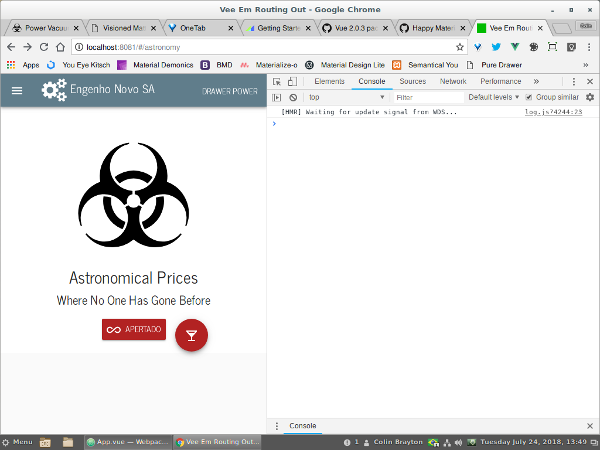 Vee Em Routing Out - Google Chrome
Power Vacuu
Visioned Mat
OneTab
Getting Starte
Vue 2.0.3 pac
Happy Mater
Vee Em Rout
localhost:8081/#/astronomy
Apps
You Eye Kitsch
Material Demonics
BMD
Materialize-o
Material Design Lite
Semantical You
Pure Drawer
»
Engenho Novo SA
DRAWER POWER
Astronomical Prices
Where No One Has Gone Before
APERTADO
Elements
Console
Sources
Network
Performance
»
top
Filter
Default levels
Group similar
[HMR] Waiting for update signal from WDS...
log.js?4244:23
Console
Menu
App.vue — Webpac...
Vee Em Routing Out...
1
Colin Brayton
Tuesday July 24, 2018, 13:49